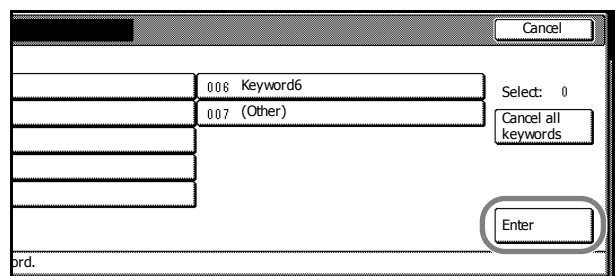 Cancel
006 Keyword6
Select: 0
007 (Other)
Cancel all
keywords
Enter
ord.